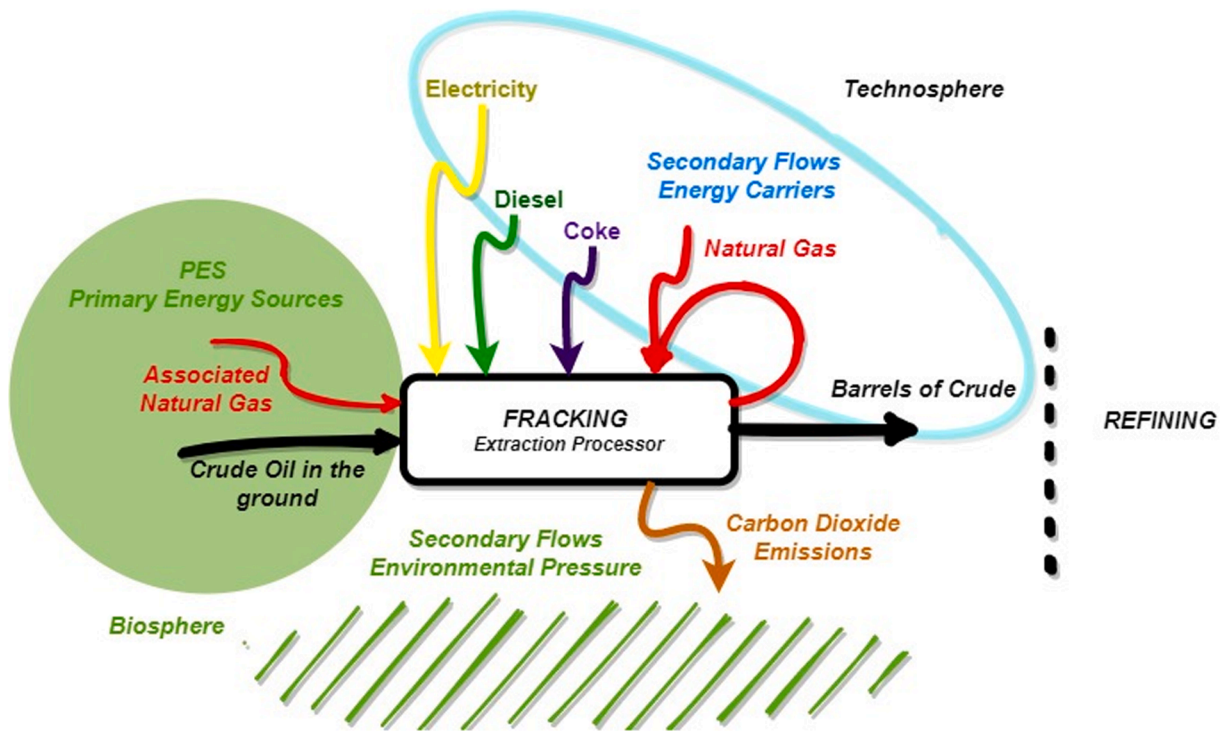 Electricity
Technosphere
Secondary Flows
Energy Carriers
Diesel
Coke
Natural Gas
PES
Primary Energy Sources
Associated
Natural Gas
Barrels of Crude
FRACKING
Extraction Processor
REFINING
Crude Oil in the
ground
Carbon Dioxide
Emissions
Secondary Flows
Environmental Pressure
Biosphere